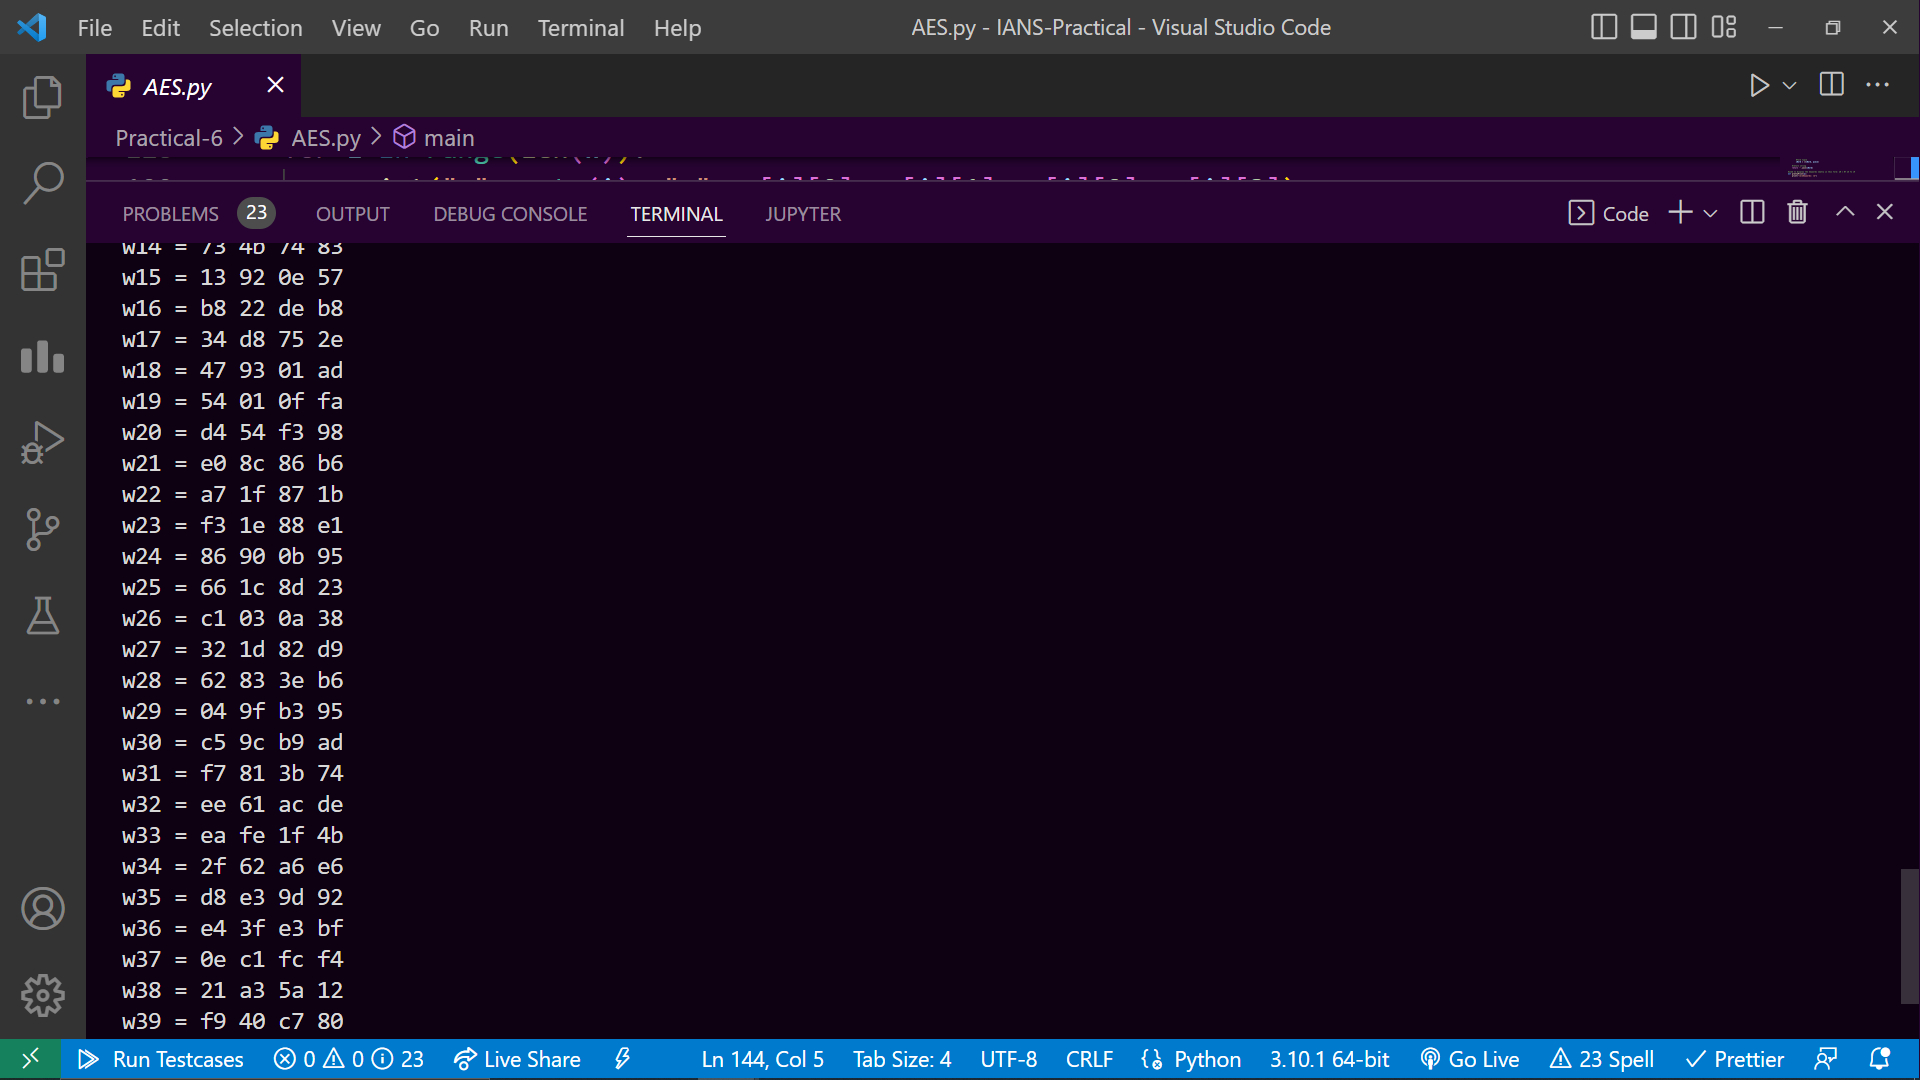 File Edit Selection View Go Run Terminal Help AES.py - IANS-Practical - Visual Studio Code
AES.py
Practical-6 > AES.py > main
PROBLEMS 23 OUTPUT DEBUG CONSOLE TERMINAL JUPYTER Code
w14 = 73 4b 74 83
w15 = 13 92 0e 57
w16 = b8 22 de b8
w17 = 34 d8 75 2e
w18 = 47 93 01 ad
w19 = 54 01 0f fa
w20 = d4 54 f3 98
w21 = e0 8c 86 b6
w22 = a7 1f 87 1b
w23 = f3 1e 88 e1
w24 = 86 90 0b 95
w25 = 66 1c 8d 23
w26 = c1 03 0a 38
w27 = 32 1d 82 d9
w28 = 62 83 3e b6
w29 = 04 9f b3 95
w30 = c5 9c b9 ad
w31 = f7 81 3b 74
w32 = ee 61 ac de
w33 = ea fe 1f 4b
w34 = 2f 62 a6 e6
w35 = d8 e3 9d 92
w36 = e4 3f e3 bf
w37 = 0e c1 fc f4
w38 = 21 a3 5a 12
w39 = f9 40 c7 80
Run Testcases 0 0 23 Live Share Ln 144, Col 5 Tab Size: 4 UTF-8 CRLF Python 3.10.1 64-bit Go Live 23 Spell Prettier